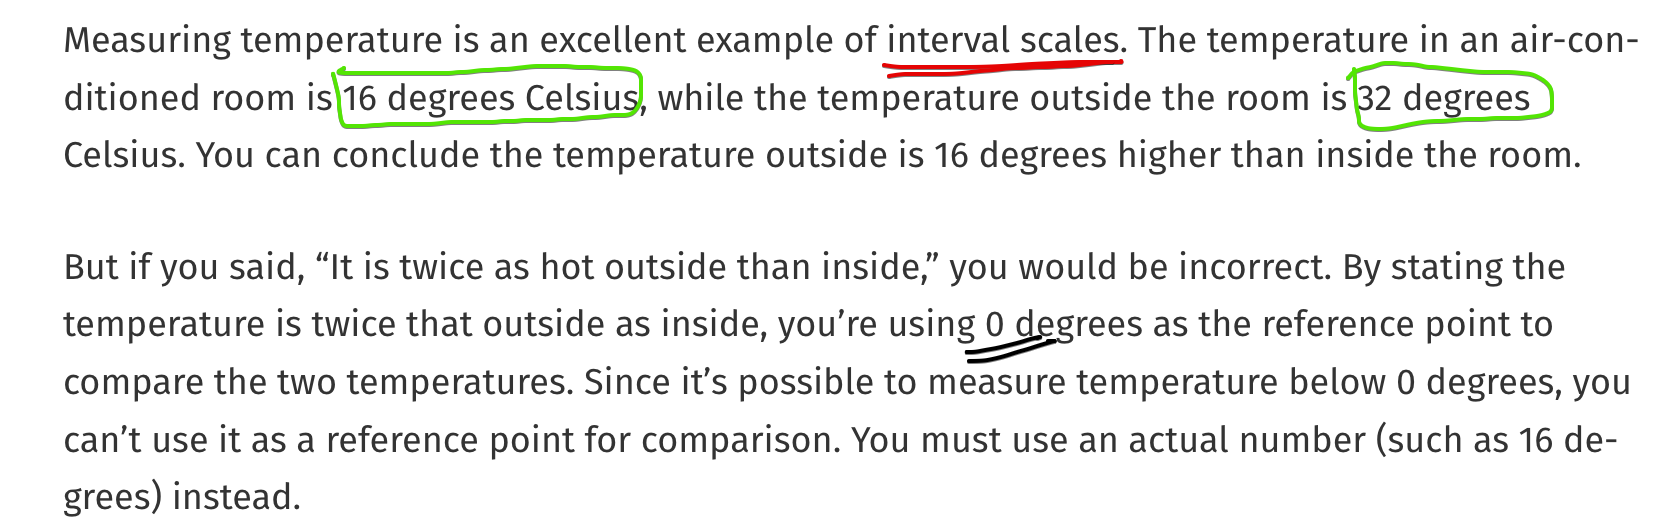 Measuring temperature is an excellent example of interval scales. The temperature in an air-con-
ditioned room is 16 degrees Celsius, while the temperature outside the room is 32 degrees
Celsius. You can conclude the temperature outside is 16 degrees higher than inside the room.
But if you said, “It is twice as hot outside than inside,” you would be incorrect. By stating the
temperature is twice that outside as inside, you’re using 0 degrees as the reference point to
compare the two temperatures. Since it’s possible to measure temperature below 0 degrees, you
can’t use it as a reference point for comparison. You must use an actual number (such as 16 de-
grees) instead.